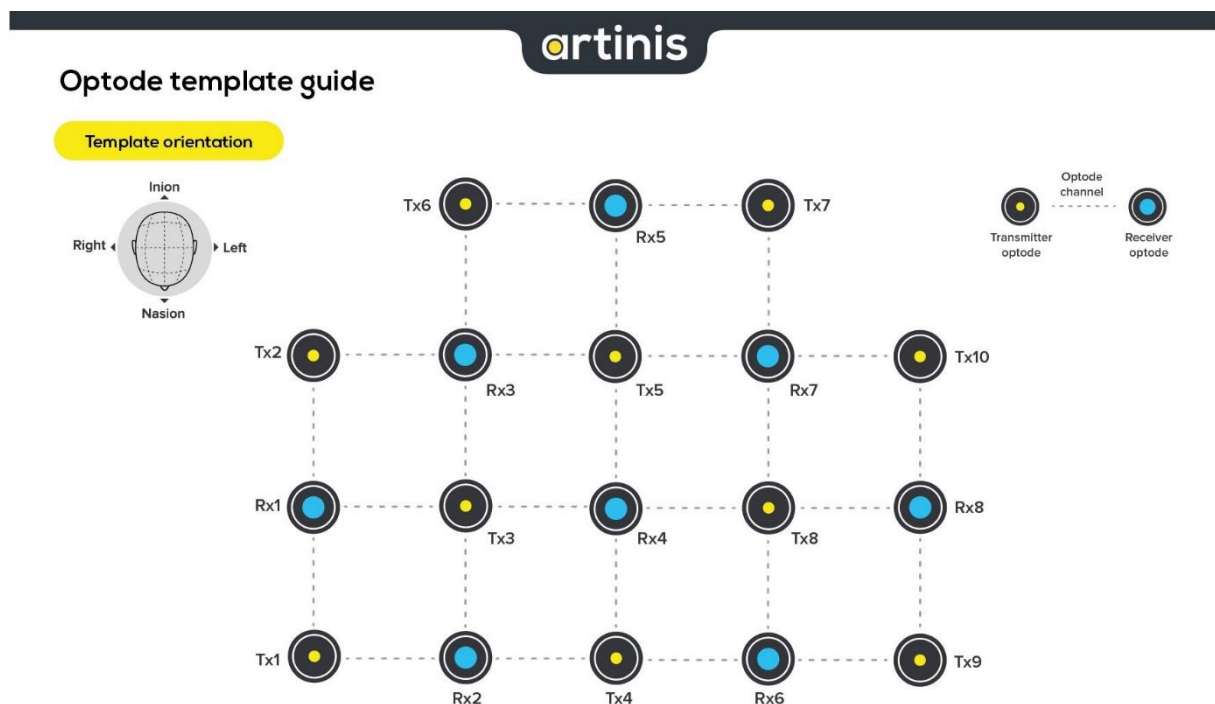 artinis
Optode template guide
Template orientation
Inion
Right
Left
Nasion
Optode
channel
Transmitter
optode
Receiver
optode
Tx6
Rx5
Tx7
Tx2
Rx3
Tx5
Rx7
Tx10
Rx1
Tx3
Rx4
Tx8
Rx8
Tx1
Rx2
Tx4
Rx6
Tx9